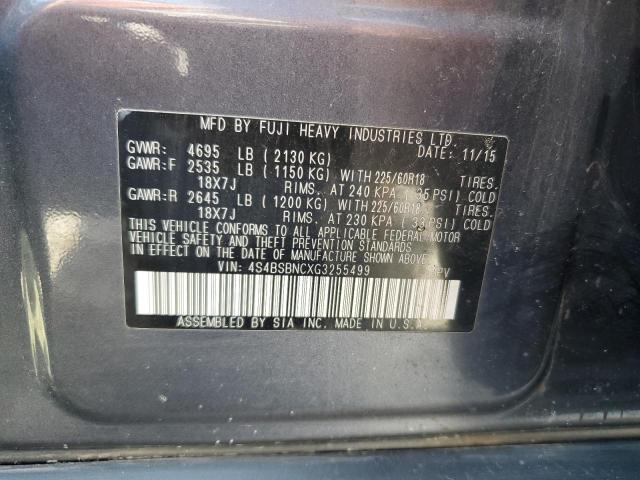 MFD BY FUJI HEAVY INDUSTRIES LTD.
GVWR: 4695 LB ( 2130 KG) DATE: 11/15
GAWR:F 2535 LB ( 1150 KG) WITH 225/60R18 TIRES.
18X7J RIMS. AT 240 KPA ( 35 PSI) COLD
GAWR:R 2645 LB ( 1200 KG) WITH 225/60R18 TIRES.
18X7J RIMS. AT 230 KPA ( 33 PSI) COLD
THIS VEHICLE CONFORMS TO ALL APPLICABLE FEDERAL MOTOR
VEHICLE SAFETY AND THEFT PREVENTION STANDARDS
IN EFFECT ON DATE OF MANUFACTURE SHOWN ABOVE.
VIN: 4S4BSBNCXG3255499 MPV
ASSEMBLED BY SIA INC. MADE IN U.S.A.